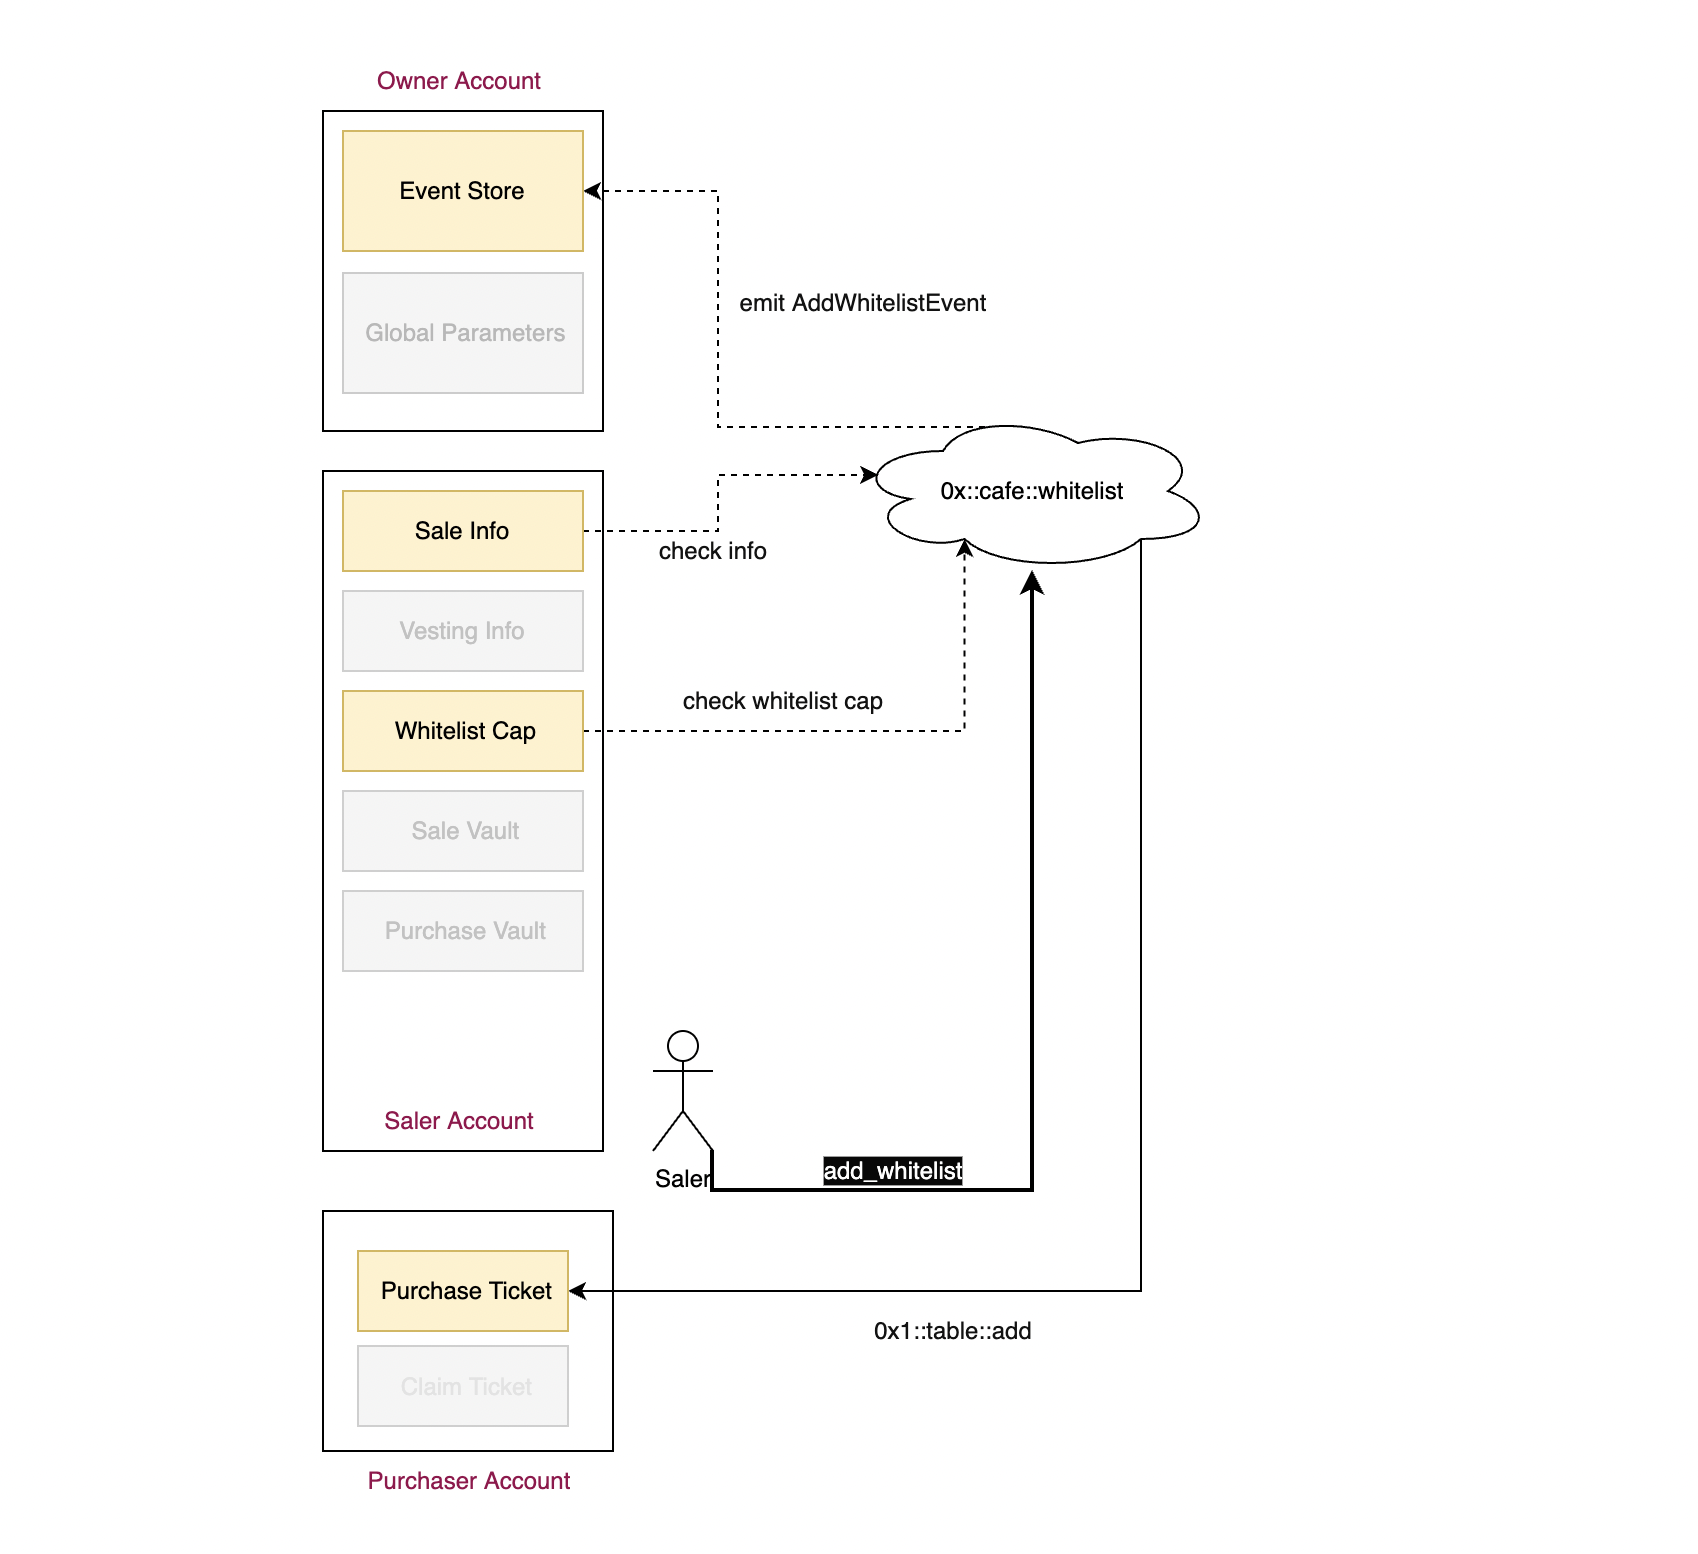 Owner Account
Event Store
Global Parameters
emit AddWhitelistEvent
0x::cafe::whitelist
Sale Info
check info
Vesting Info
Whitelist Cap
check whitelist cap
Sale Vault
Purchase Vault
Saler Account
Saler
add_whitelist
Purchase Ticket
0x1::table::add
Claim Ticket
Purchaser Account